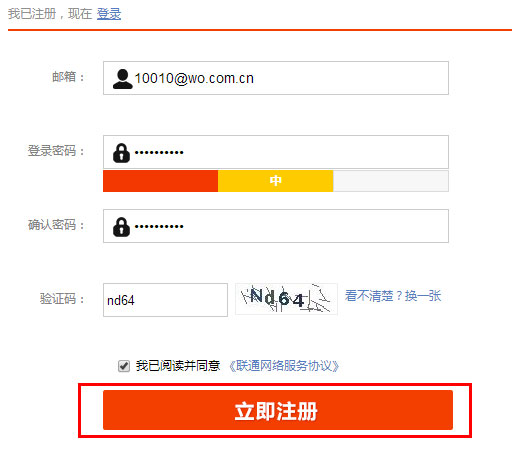 我已注册，现在 登录
邮箱：
10010@wo.com.cn
登录密码：
••••••••••
中
确认密码：
••••••••••
验证码：
nd64
Nd64
看不清楚？换一张
我已阅读并同意 《联通网络服务协议》
立即注册